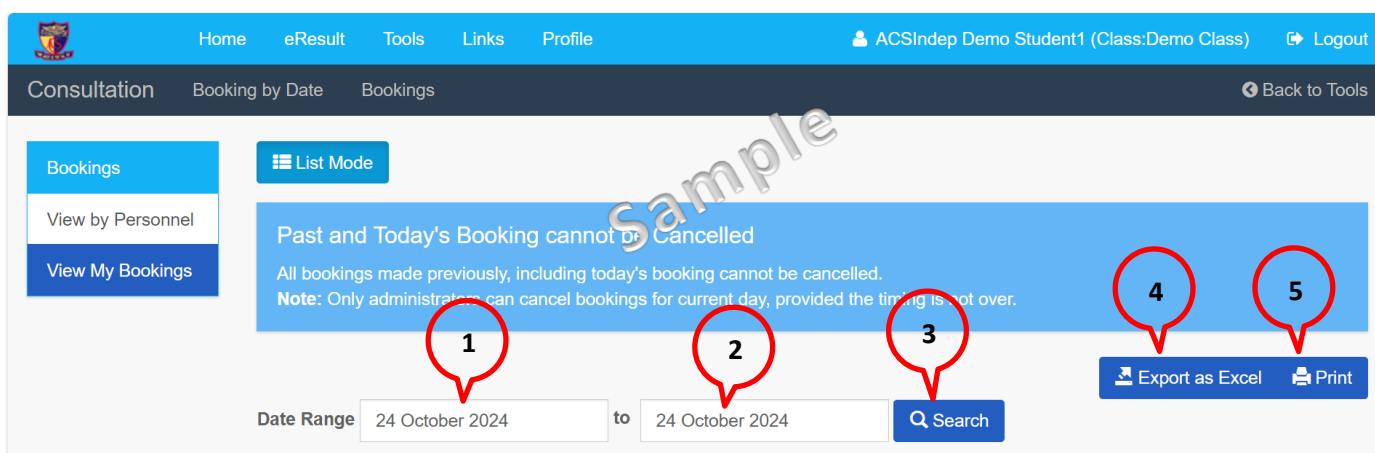 Home eResult Tools Links Profile ACSIndep Demo Student1 (Class:Demo Class) Logout
Consultation Booking by Date Bookings Back to Tools
Sample
Bookings
View by Personnel
View My Bookings
List Mode
Past and Today's Booking cannot be Cancelled
All bookings made previously, including today's booking cannot be cancelled.
Note: Only administrators can cancel bookings for current day, provided the timing is not over.
1
2
3
4
5
Export as Excel Print
Date Range 24 October 2024 to 24 October 2024 Search